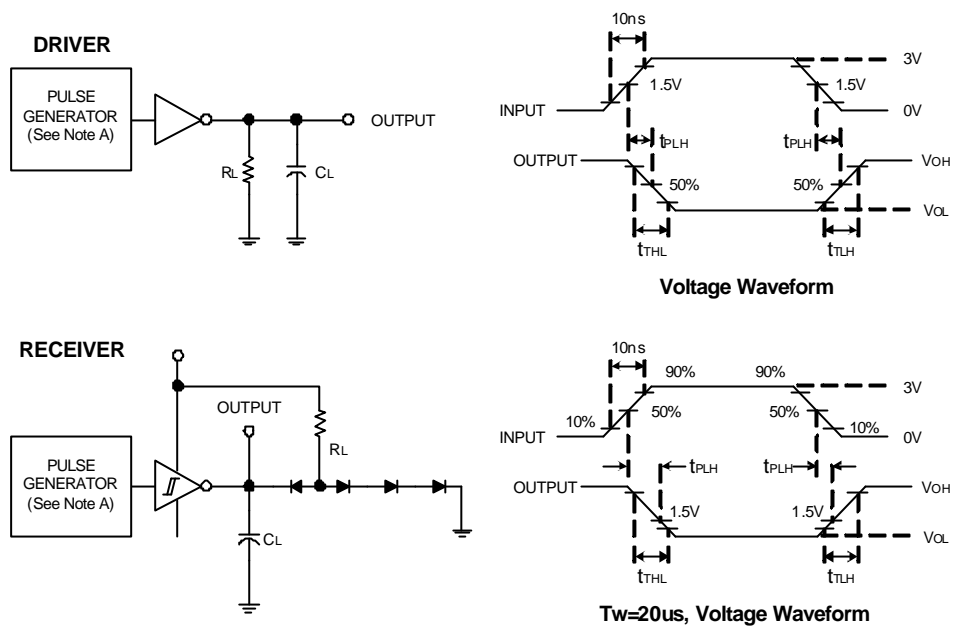 DRIVER
PULSE
GENERATOR
(See Note A)
RL
CL
OUTPUT
10ns
3V
1.5V
1.5V
INPUT
0V
tPLH
tPLH
OUTPUT
VOH
50%
50%
VOL
tTHL
tTLH
Voltage Waveform
RECEIVER
OUTPUT
RL
PULSE
GENERATOR
(See Note A)
CL
10ns
90%
90%
3V
50%
50%
10%
10%
INPUT
0V
tPLH
tPLH
OUTPUT
VOH
1.5V
1.5V
VOL
tTHL
tTLH
Tw=20us, Voltage Waveform